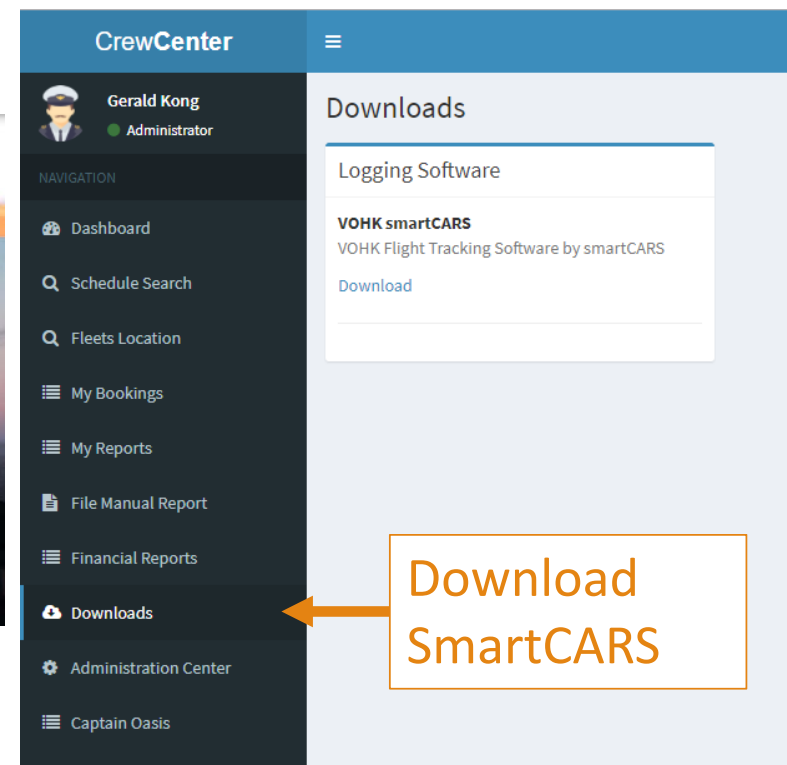 CrewCenter
Gerald Kong
Administrator
NAVIGATION
Dashboard
Schedule Search
Fleets Location
My Bookings
My Reports
File Manual Report
Financial Reports
Downloads
Administration Center
Captain Oasis
Downloads
Logging Software
VOHK smartCARS
VOHK Flight Tracking Software by smartCARS
Download
Download
SmartCARS